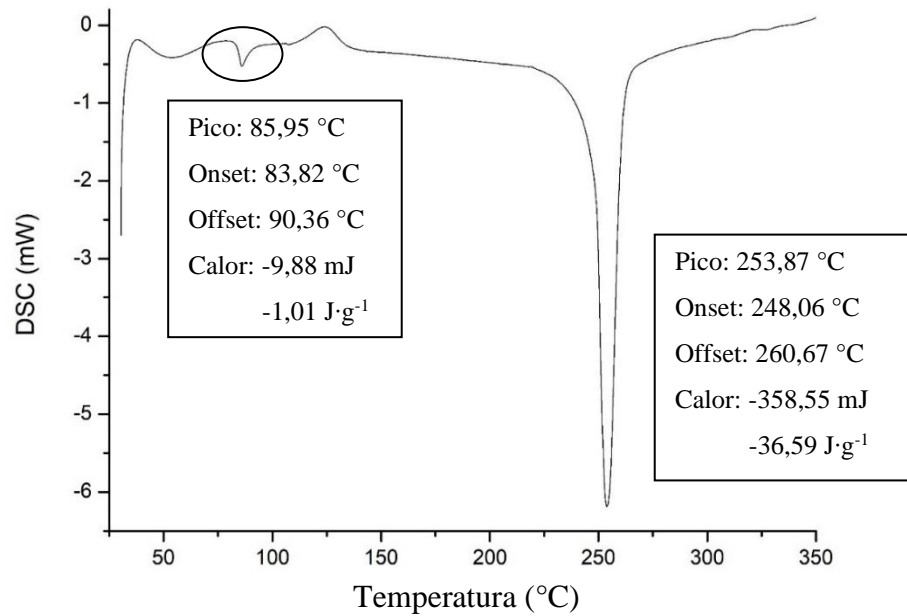 0
-1
-2
-3
-4
-5
-6
DSC (mW)
Pico: 85,95 °C
Onset: 83,82 °C
Offset: 90,36 °C
Calor: -9,88 mJ
-1,01 J·g⁻¹
Pico: 253,87 °C
Onset: 248,06 °C
Offset: 260,67 °C
Calor: -358,55 mJ
-36,59 J·g⁻¹
50 100 150 200 250 300 350
Temperatura (°C)